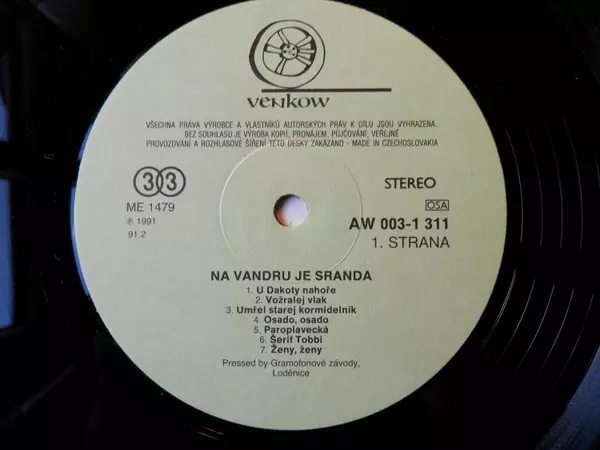 VENKOW
VŠECHNA PRÁVA VÝROBCE A VLASTNÍKŮ AUTORSKÝCH PRÁV K DÍLU JSOU VYHRAZENA.
BEZ SOUHLASU JE VÝROBA KOPIÍ, PRONÁJEM, PŮJČOVÁNÍ, VEŘEJNÉ
PROVOZOVÁNÍ A ROZHLASOVÉ ŠÍŘENÍ TÉTO DESKY ZAKÁZÁNO - MADE IN CZECHOSLOVAKIA
33
STEREO
ME 1479
OSA
℗ 1991
AW 003-1 311
91 2
1. STRANA
NA VANDRU JE SRANDA
1. U Dakoty nahoře
2. Vožralej vlak
3. Umřel starej kormidelník
4. Osado, osado
5. Paroplavecká
6. Šerif Tobbi
7. Ženy, ženy
Pressed by Gramofonové závody,
Loděnice